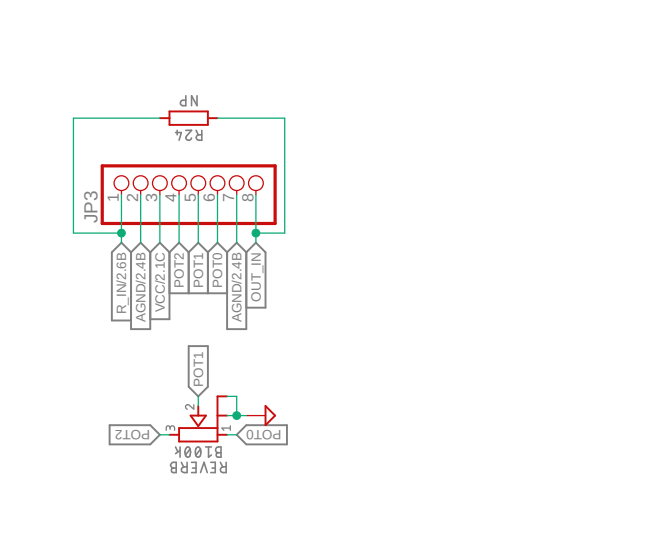 NP
R24
JP3
1 2 3 4 5 6 7 8
R_IN/2.6B
AGND/2.4B
VCC/2.1C
POT2
POT1
POT0
AGND/2.4B
OUT_IN
POT1
2
POT2
3
1
POT0
B100k
REVERB